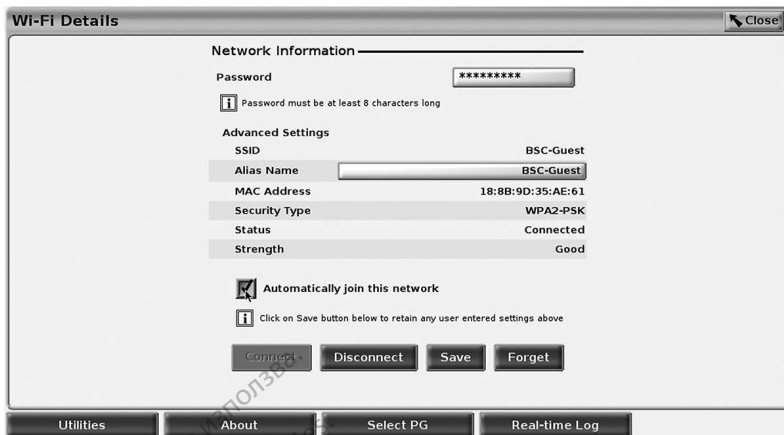 Wi-Fi Details
Close
Network Information
Password *********
Password must be at least 8 characters long
Advanced Settings
SSID BSC-Guest
Alias Name BSC-Guest
MAC Address 18:8B:9D:35:AE:61
Security Type WPA2-PSK
Status Connected
Strength Good
Automatically join this network
Click on Save button below to retain any user entered settings above
Connect Disconnect Save Forget
Utilities About Select PG Real-time Log